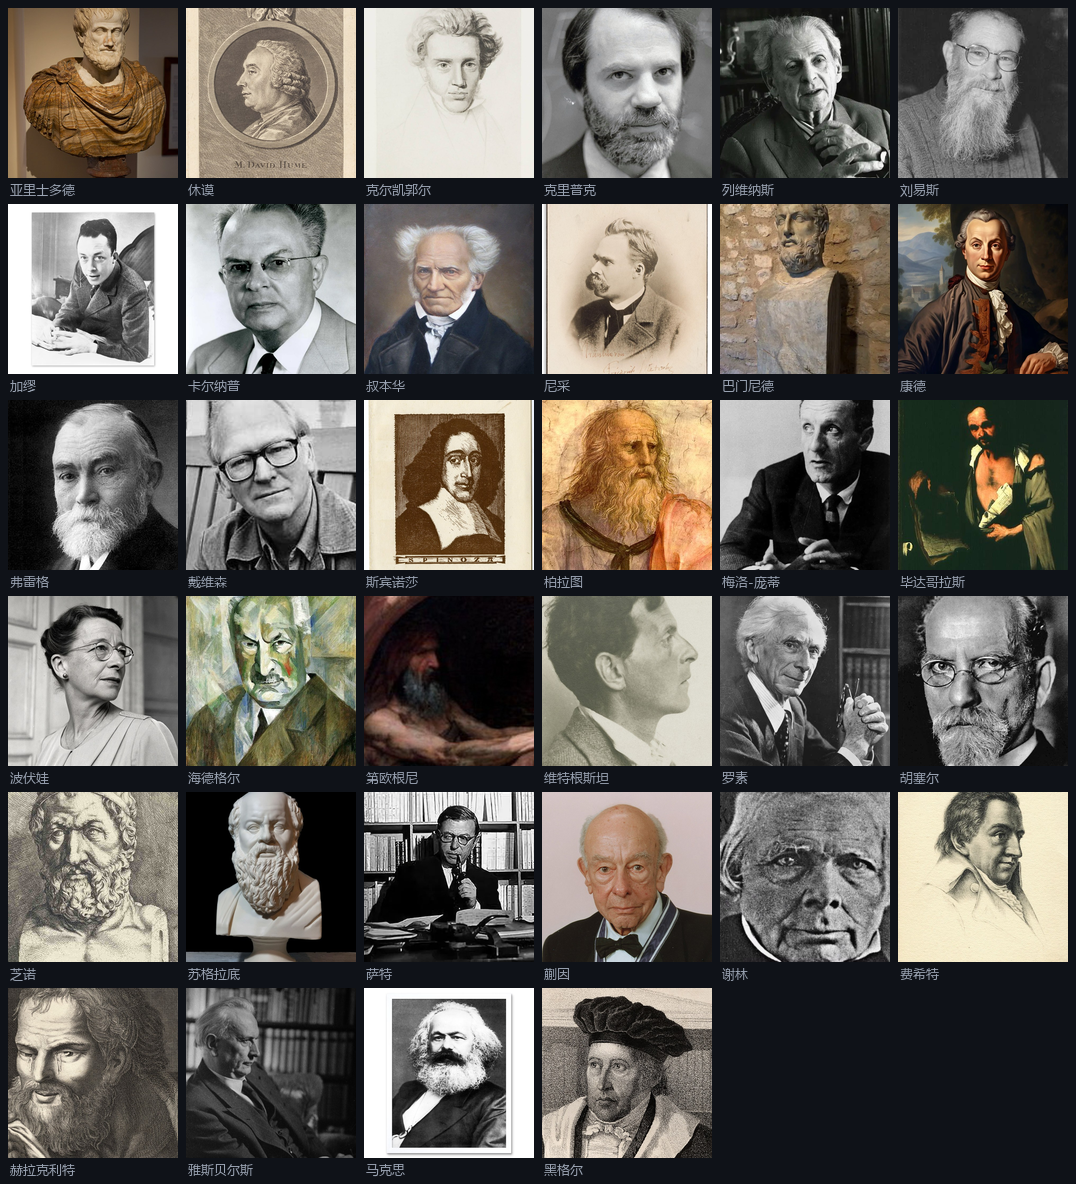 M. DAVID HUME
亚里士多德
休谟
克尔凯郭尔
克里普克
列维纳斯
刘易斯
加缪
卡尔纳普
叔本华
尼采
巴门尼德
康德
SPINOZA
弗雷格
戴维森
斯宾诺莎
柏拉图
梅洛-庞蒂
毕达哥拉斯
波伏娃
海德格尔
第欧根尼
维特根斯坦
罗素
胡塞尔
芝诺
苏格拉底
萨特
蒯因
谢林
费希特
赫拉克利特
雅斯贝尔斯
马克思
黑格尔